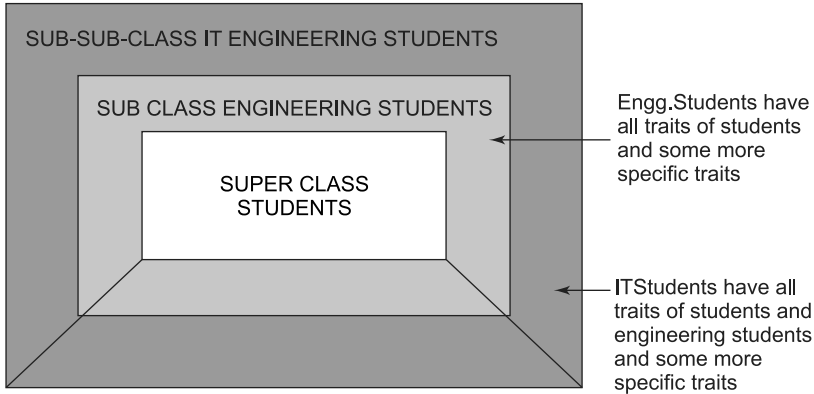 SUB-SUB-CLASS IT ENGINEERING STUDENTS
SUB CLASS ENGINEERING STUDENTS
SUPER CLASS
STUDENTS
Engg.Students have
all traits of students
and some more
specific traits
ITStudents have all
traits of students and
engineering students
and some more
specific traits